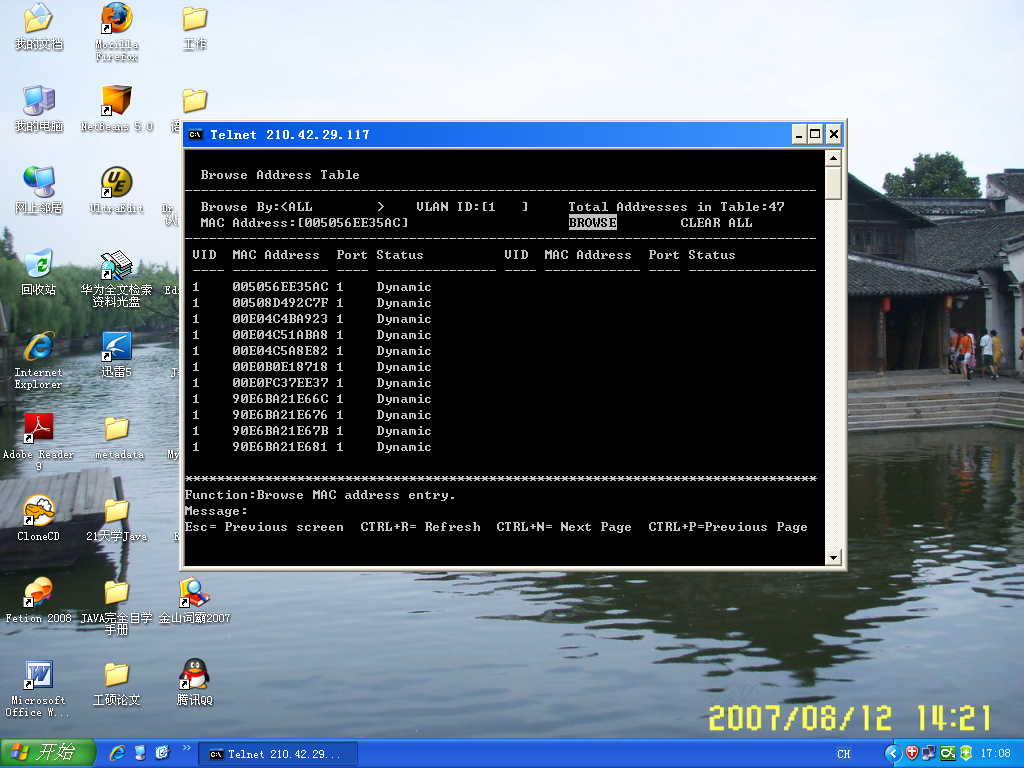 我的文档
Mozilla
Firefox
工作
我的电脑
NetBeans 5.0
网上邻居
UltraEdit
回收站
华为全文检索
资料光盘
Internet
Explorer
迅雷5
Adobe Reader
9
metadata
CloneCD
21天学Java
Fetion 2008
JAVA完全自学
手册
金山词霸2007
Microsoft
Office W...
工硕论文
腾讯QQ
Telnet 210.42.29.117
Browse Address Table
Browse By:<ALL        >    VLAN ID:[1   ]     Total Addresses in Table:47
MAC Address:[005056EE35AC]                    BROWSE        CLEAR ALL
VID  MAC Address  Port Status          VID  MAC Address  Port Status
1    005056EE35AC 1    Dynamic
1    00508D492C7F 1    Dynamic
1    00E04C4BA923 1    Dynamic
1    00E04C51ABA8 1    Dynamic
1    00E04C5A8E82 1    Dynamic
1    00E0B0E18718 1    Dynamic
1    00E0FC37EE37 1    Dynamic
1    90E6BA21E66C 1    Dynamic
1    90E6BA21E676 1    Dynamic
1    90E6BA21E67B 1    Dynamic
1    90E6BA21E681 1    Dynamic
*******************************************************************************
Function:Browse MAC address entry.
Message:
Esc= Previous screen  CTRL+R= Refresh  CTRL+N= Next Page  CTRL+P=Previous Page
2007/08/12 14:21
开始
Telnet 210.42.29...
CH
17:08